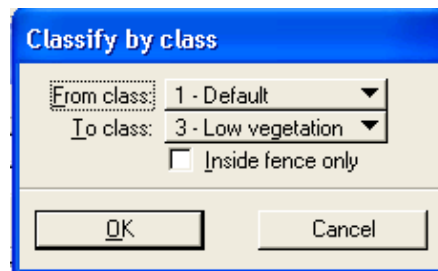 Classify by class
From class: 1 - Default
To class: 3 - Low vegetation
Inside fence only
OK Cancel